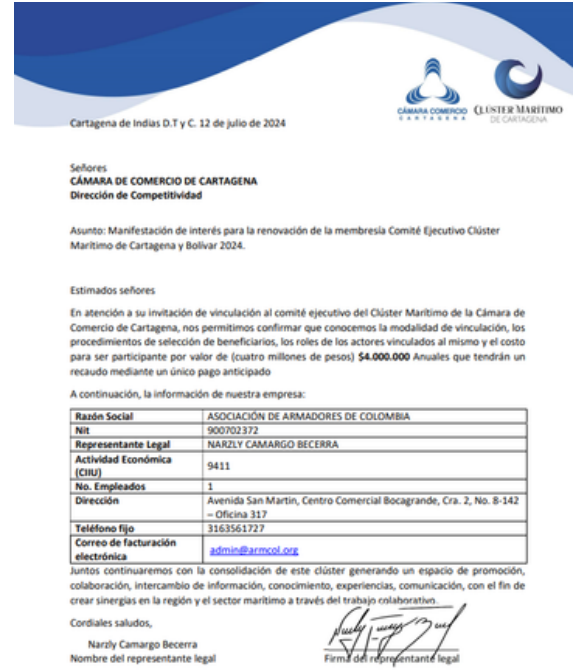 CÁMARA COMERCIO
CARTAGENA
CLÚSTER MARÍTIMO
DE CARTAGENA
Cartagena de Indias D.T y C. 12 de julio de 2024
Señores
CÁMARA DE COMERCIO DE CARTAGENA
Dirección de Competitividad
Asunto: Manifestación de interés para la renovación de la membresía Comité Ejecutivo Clúster
Marítimo de Cartagena y Bolívar 2024.
Estimados señores
En atención a su invitación de vinculación al comité ejecutivo del Clúster Marítimo de la Cámara de
Comercio de Cartagena, nos permitimos confirmar que conocemos la modalidad de vinculación, los
procedimientos de selección de beneficiarios, los roles de los actores vinculados al mismo y el costo
para ser participante por valor de (cuatro millones de pesos) $4.000.000 Anuales que tendrán un
recaudo mediante un único pago anticipado
A continuación, la información de nuestra empresa:
Razón Social ASOCIACIÓN DE ARMADORES DE COLOMBIA
Nit 900702372
Representante Legal NARZLY CAMARGO BECERRA
Actividad Económica
(CIIU) 9411
No. Empleados 1
Dirección Avenida San Martin, Centro Comercial Bocagrande, Cra. 2, No. 8-142
– Oficina 317
Teléfono fijo 3163561727
Correo de facturación
electrónica admin@armcol.org
Juntos continuaremos con la consolidación de este clúster generando un espacio de promoción,
colaboración, intercambio de información, conocimiento, experiencias, comunicación, con el fin de
crear sinergias en la región y el sector marítimo a través del trabajo colaborativo.
Cordiales saludos,
Narzly Camargo Becerra
Nombre del representante legal Firma del representante legal